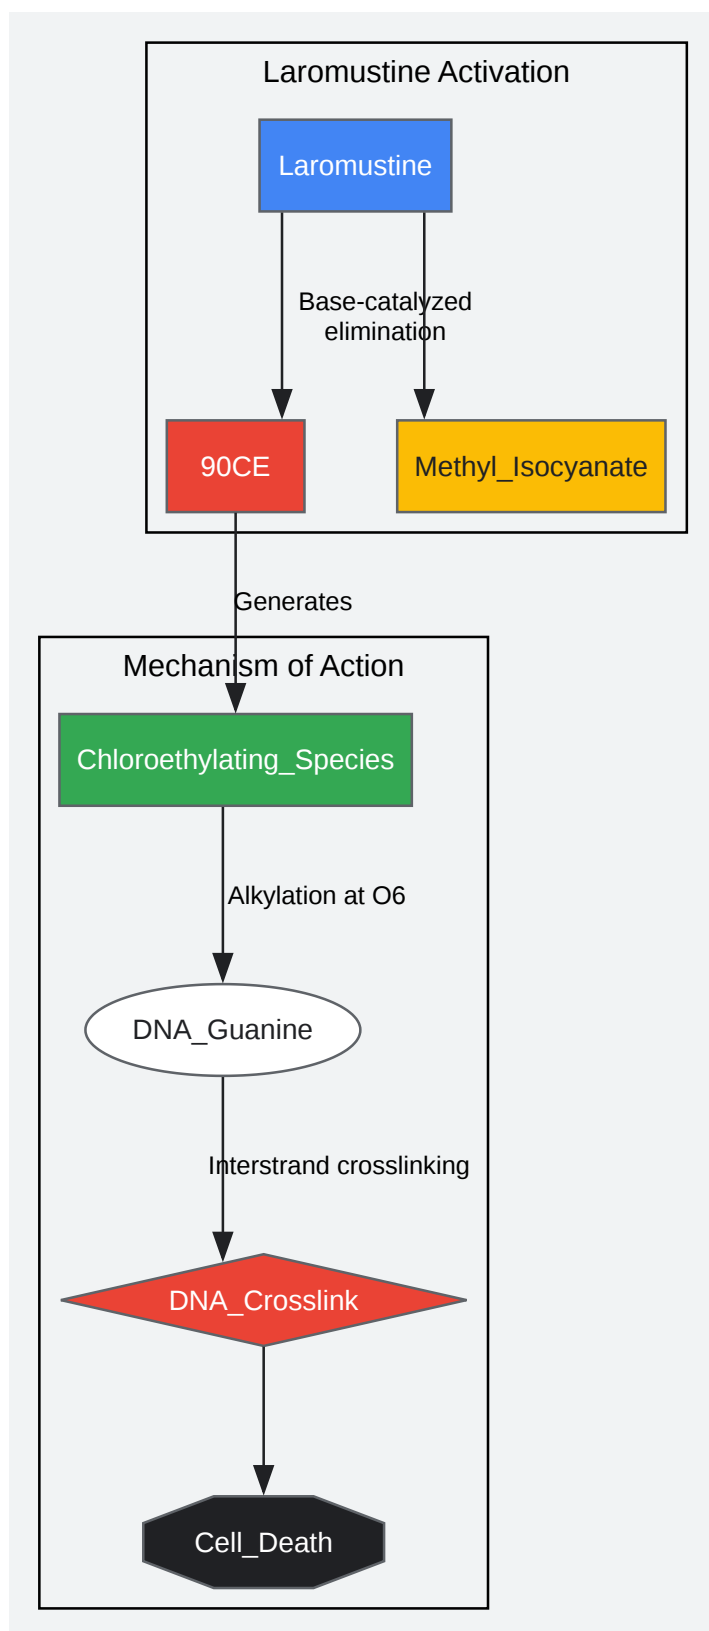 Laromustine Activation
Laromustine
Base-catalyzed
elimination
90CE
Methyl_Isocyanate
Generates
Mechanism of Action
Chloroethylating_Species
Alkylation at O6
DNA_Guanine
Interstrand crosslinking
DNA_Crosslink
Cell_Death